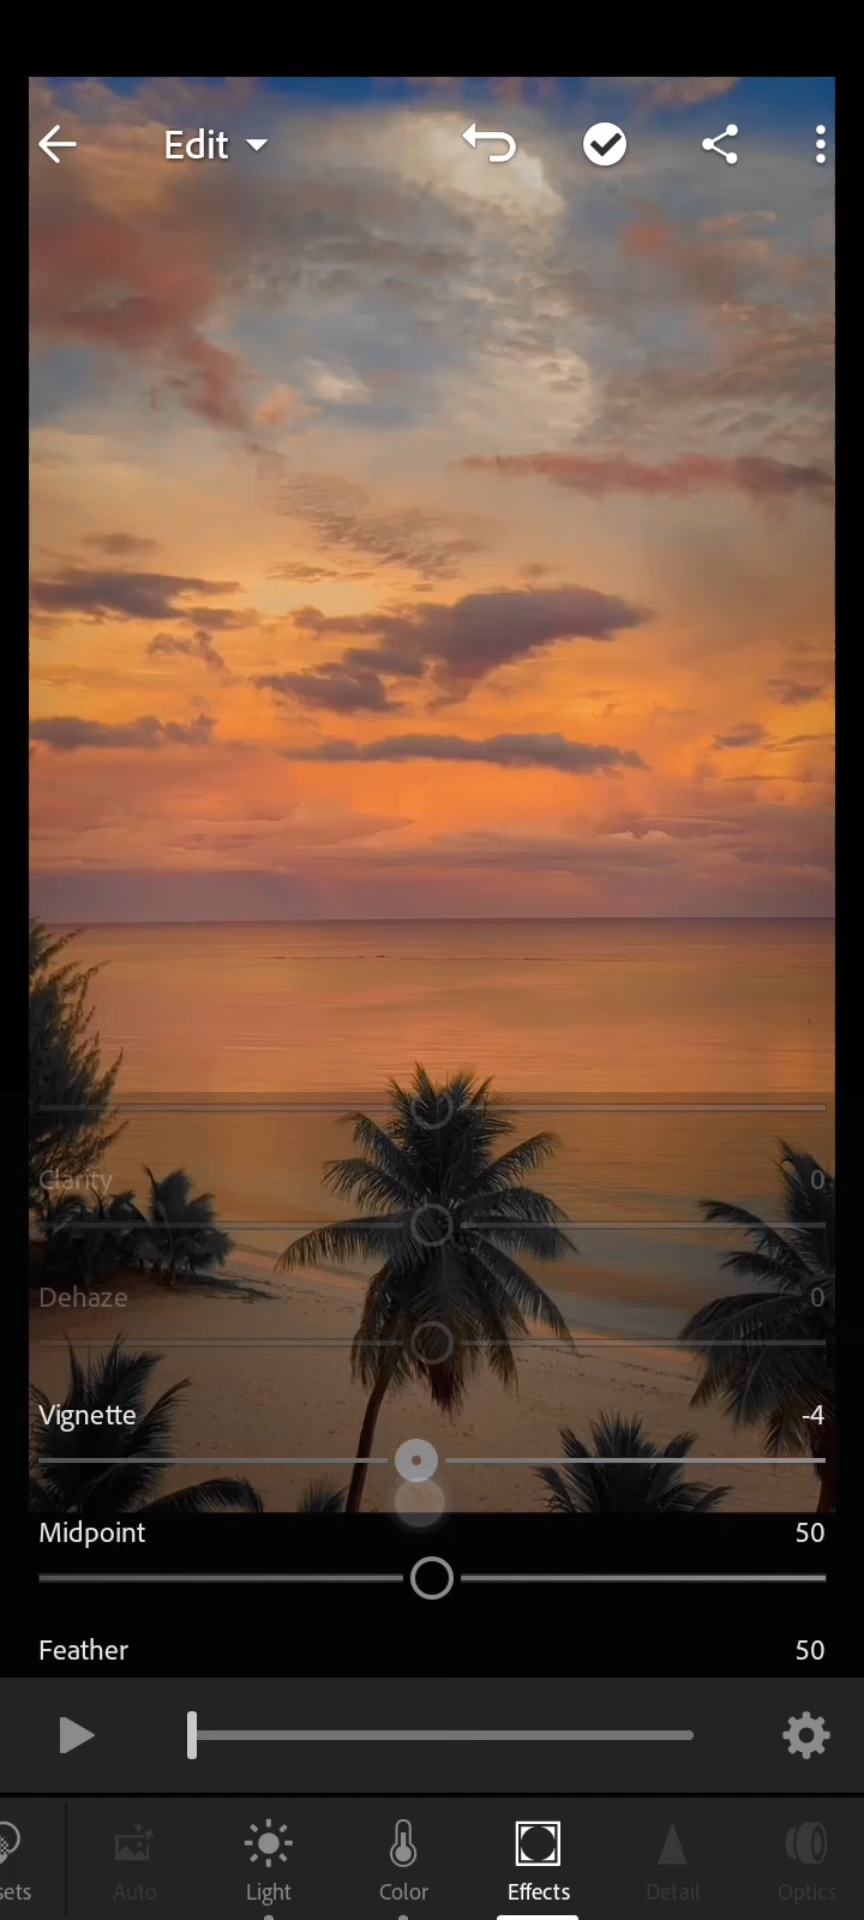 Edit
Clarity 0
Dehaze 0
Vignette -4
Midpoint 50
Feather 50
sets Auto Light Color Effects Detail Optics